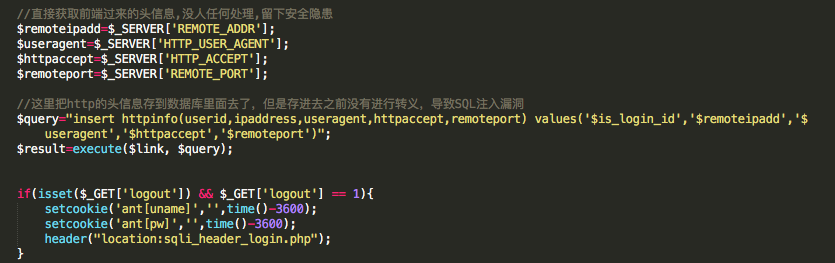 //直接获取前端过来的头信息,没人任何处理,留下安全隐患
$remoteipadd=$_SERVER['REMOTE_ADDR'];
$useragent=$_SERVER['HTTP_USER_AGENT'];
$httpaccept=$_SERVER['HTTP_ACCEPT'];
$remoteport=$_SERVER['REMOTE_PORT'];
//这里把http的头信息存到数据库里面去了，但是存进去之前没有进行转义，导致SQL注入漏洞
$query="insert httpinfo(userid,ipaddress,useragent,httpaccept,remoteport) values('$is_login_id','$remoteipadd','$
useragent','$httpaccept','$remoteport')";
$result=execute($link, $query);
if(isset($_GET['logout']) && $_GET['logout'] == 1){
setcookie('ant[uname]','',time()-3600);
setcookie('ant[pw]','',time()-3600);
header("location:sqli_header_login.php");
}